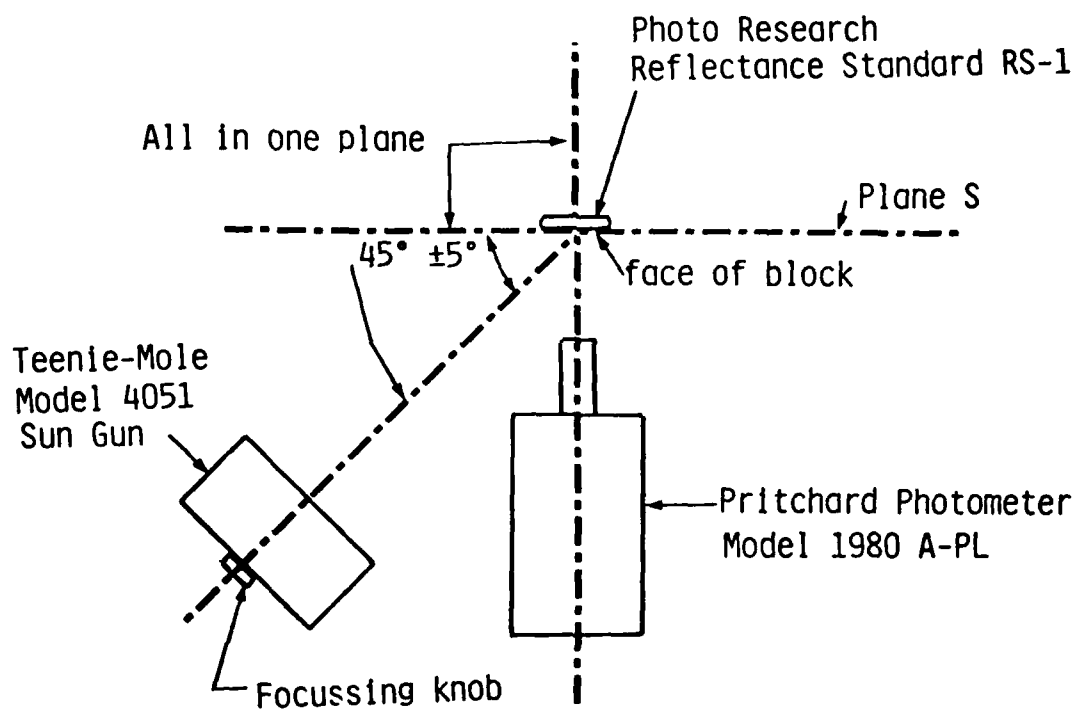 Photo Research
Reflectance Standard RS-1
All in one plane
Plane S
45° ±5°
face of block
Teenie-Mole
Model 4051
Sun Gun
Pritchard Photometer
Model 1980 A-PL
Focussing knob